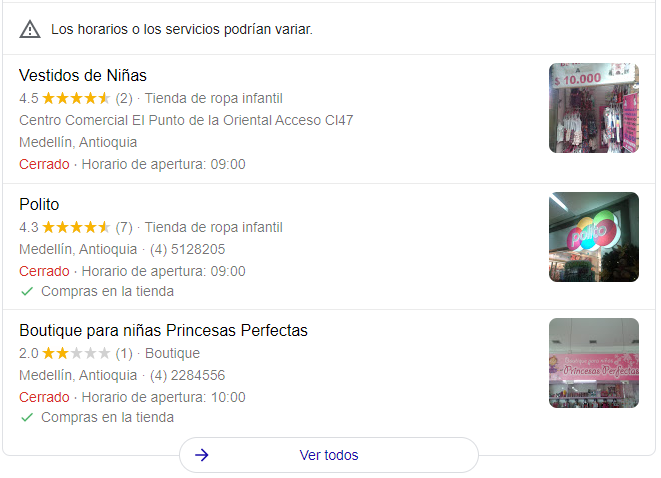 Los horarios o los servicios podrían variar.
Vestidos de Niñas
4.5 (2) · Tienda de ropa infantil
Centro Comercial El Punto de la Oriental Acceso Cl47
Medellín, Antioquia
Cerrado · Horario de apertura: 09:00
$ 10.000
Polito
4.3 (7) · Tienda de ropa infantil
Medellín, Antioquia · (4) 5128205
Cerrado · Horario de apertura: 09:00
Compras en la tienda
polito
Boutique para niñas Princesas Perfectas
2.0 (1) · Boutique
Medellín, Antioquia · (4) 2284556
Cerrado · Horario de apertura: 10:00
Compras en la tienda
Boutique para niñas
Princesas Perfectas
Ver todos